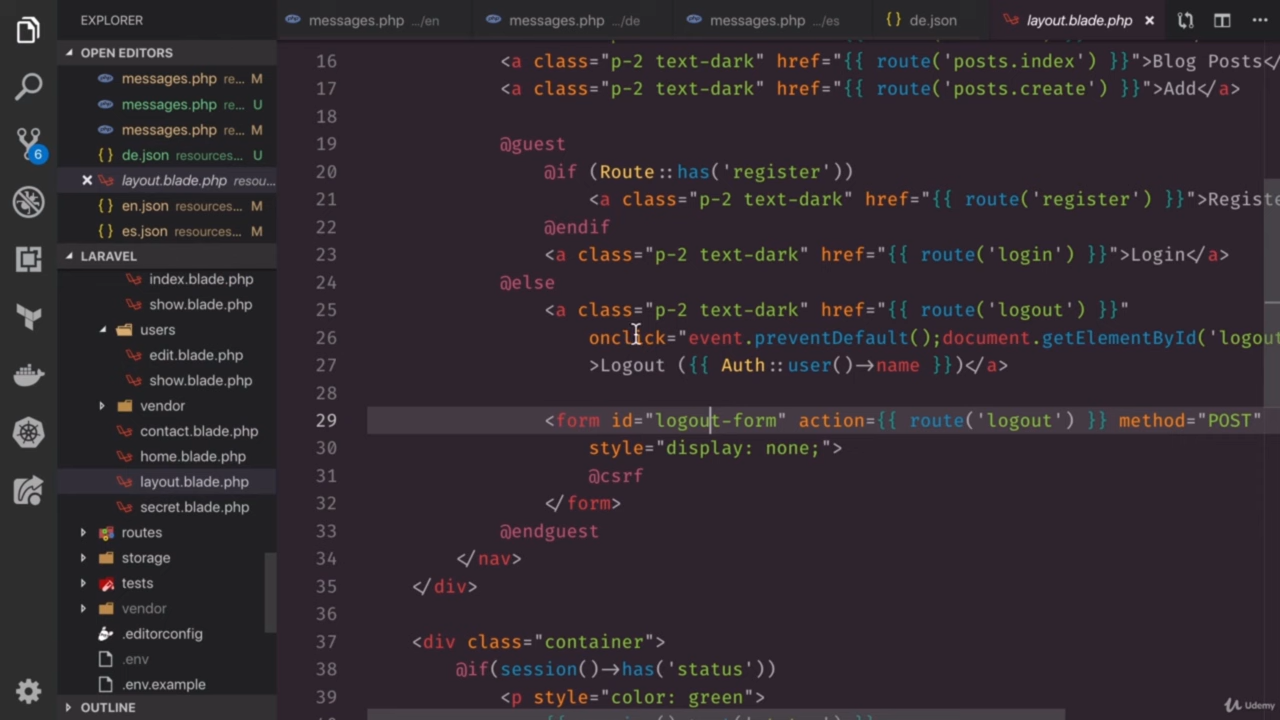 EXPLORER
messages.php .../en
messages.php .../de
messages.php .../es
{ } de.json
layout.blade.php ×
OPEN EDITORS
messages.php re... M
messages.php re... U
messages.php re... M
{ } de.json resources... U
× layout.blade.php resou...
{ } en.json resources... M
{ } es.json resources... M
6
LARAVEL
index.blade.php
show.blade.php
users
edit.blade.php
show.blade.php
vendor
contact.blade.php
home.blade.php
layout.blade.php
secret.blade.php
routes
storage
tests
vendor
.editorconfig
.env
.env.example
OUTLINE
16 <a class="p-2 text-dark" href="{{ route('posts.index') }}">Blog Posts</
17 <a class="p-2 text-dark" href="{{ route('posts.create') }}">Add</a>
18
19 @guest
20 @if (Route::has('register'))
21 <a class="p-2 text-dark" href="{{ route('register') }}">Registe
22 @endif
23 <a class="p-2 text-dark" href="{{ route('login') }}">Login</a>
24 @else
25 <a class="p-2 text-dark" href="{{ route('logout') }}"
26 onclick="event.preventDefault();document.getElementById('logou
27 >Logout ({{ Auth::user()->name }})</a>
28
29 <form id="logout-form" action={{ route('logout') }} method="POST"
30 style="display: none;">
31 @csrf
32 </form>
33 @endguest
34 </nav>
35 </div>
36
37 <div class="container">
38 @if(session()->has('status'))
39 <p style="color: green">
Udemy